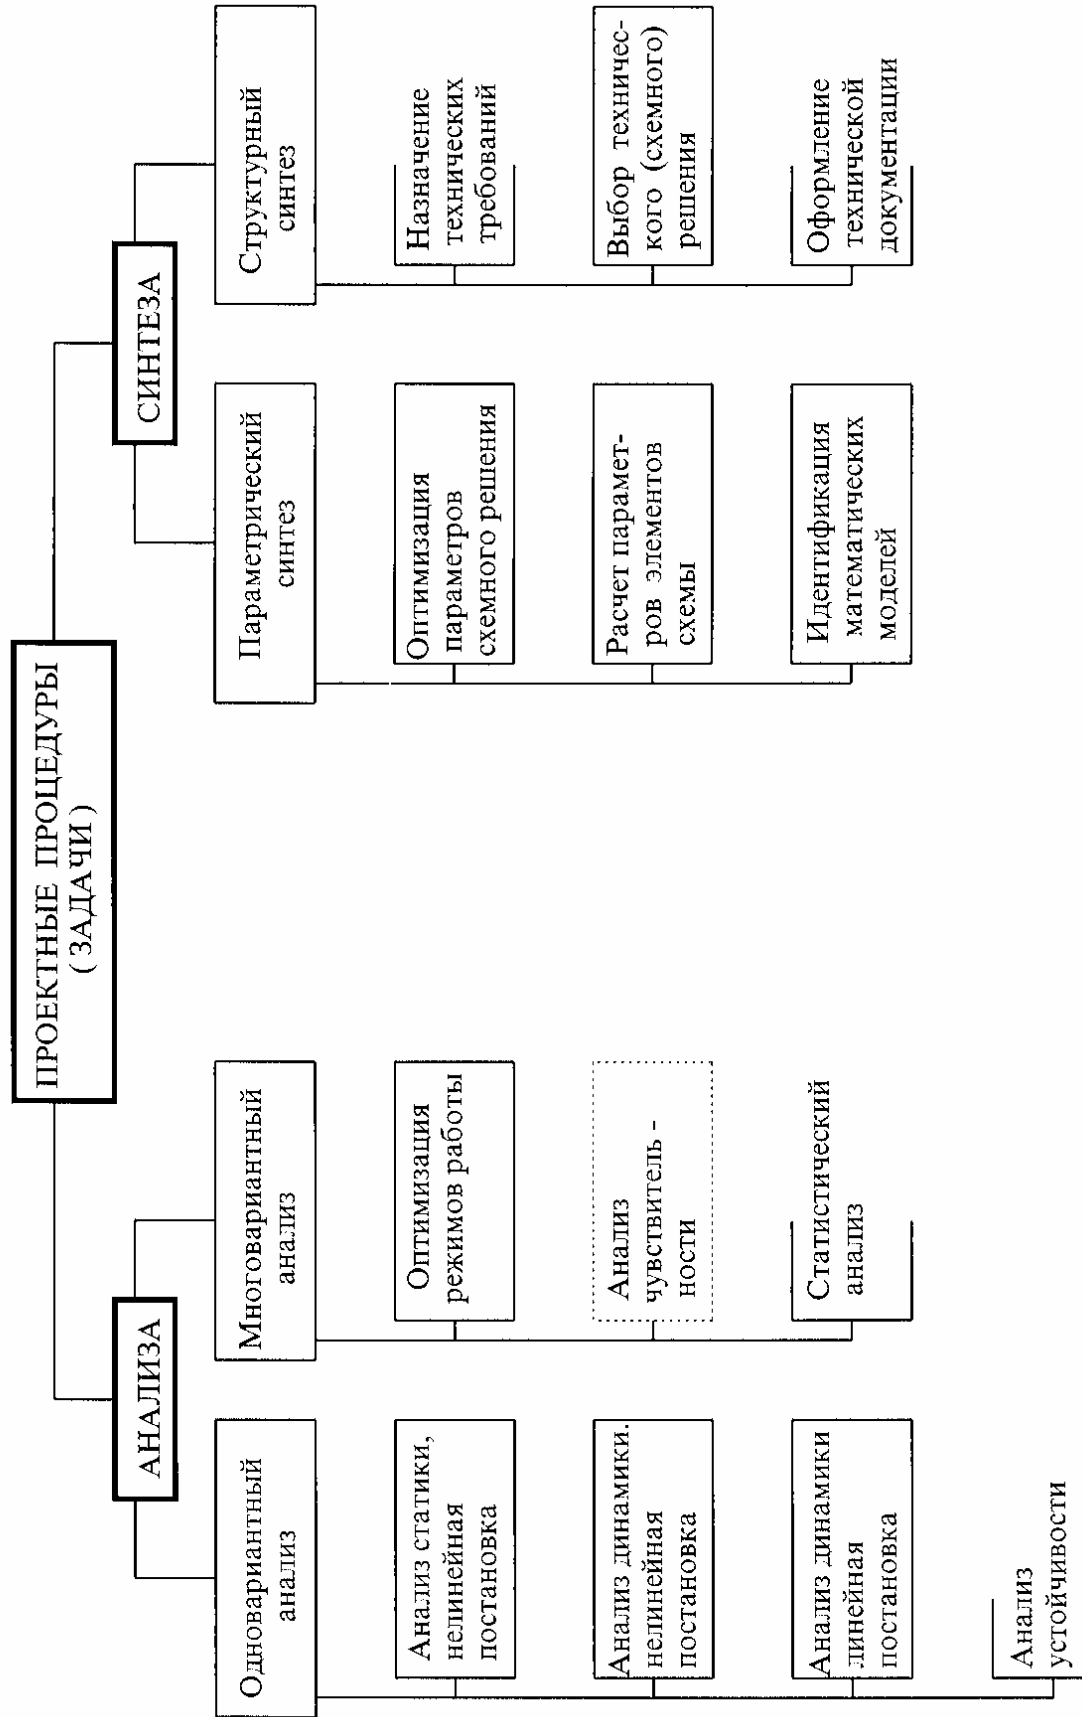 ПРОЕКТНЫЕ ПРОЦЕДУРЫ
( ЗАДАЧИ )
АНАЛИЗА
СИНТЕЗА
Одновариантный
анализ
Анализ статики,
нелинейная
постановка
Анализ динамики.
нелинейная
постановка
Анализ динамики
линейная
постановка
Анализ
устойчивости
Многовариантный
анализ
Оптимизация
режимов работы
Анализ
чувствитель -
ности
Статистический
анализ
Параметрический
синтез
Оптимизация
параметров
схемного решения
Расчет парамет-
ров элементов
схемы
Идентификация
математических
моделей
Структурный
синтез
Назначение
технических
требований
Выбор техничес-
кого (схемного)
решения
Оформление
технической
документации